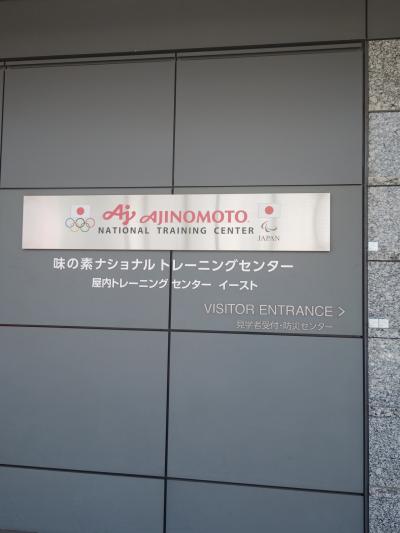 Aj AJINOMOTO
NATIONAL TRAINING CENTER
JAPAN
味の素ナショナルトレーニングセンター
屋内トレーニングセンター イースト
VISITOR ENTRANCE >
見学者受付・防災センター